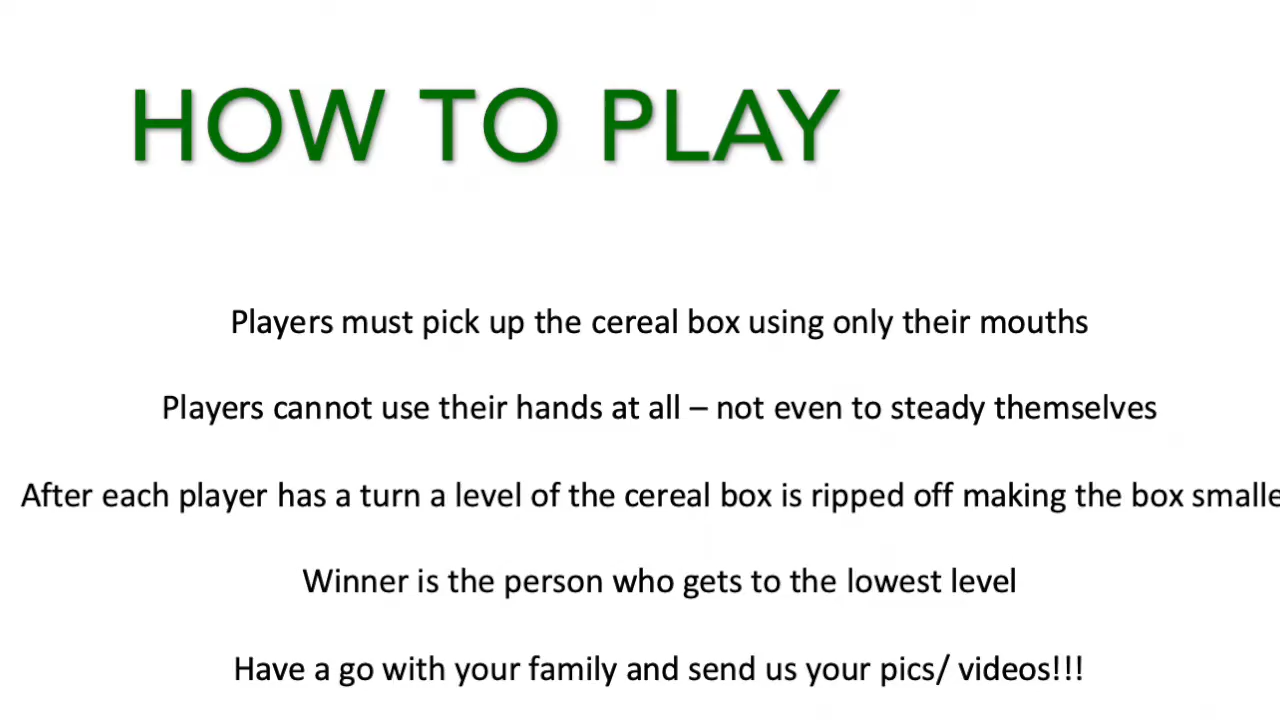 HOW TO PLAY
Players must pick up the cereal box using only their mouths
Players cannot use their hands at all – not even to steady themselves
After each player has a turn a level of the cereal box is ripped off making the box smalle
Winner is the person who gets to the lowest level
Have a go with your family and send us your pics/ videos!!!